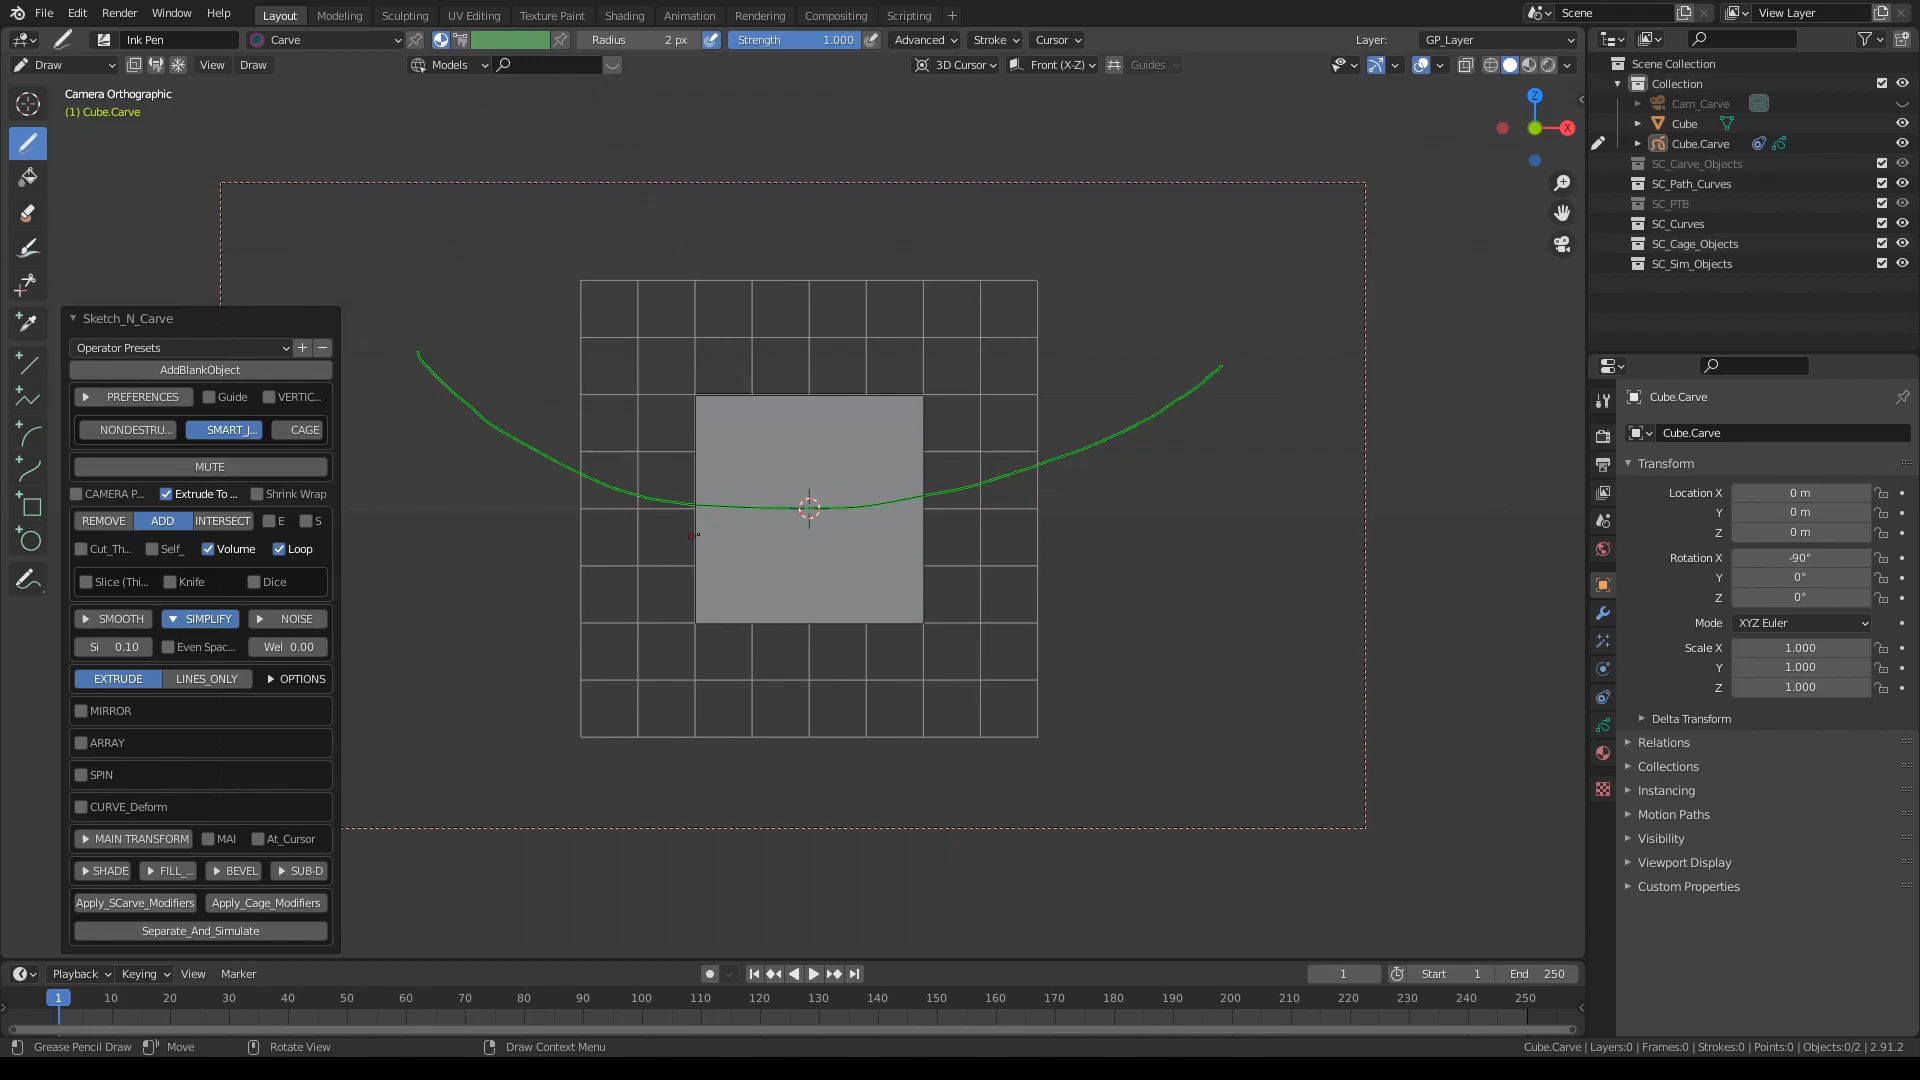 File Edit Render Window Help Layout Modeling Sculpting UV Editing Texture Paint Shading Animation Rendering Compositing Scripting Scene View Layer
Ink Pen Carve Radius 2 px Strength 1.000 Advanced Stroke Cursor Layer: GP_Layer
Draw View Draw Models 3D Cursor Front (X-Z) Guides
Camera Orthographic
(1) Cube.Carve
Z
X
Scene Collection
Collection
Cam_Carve
Cube
Cube.Carve
SC_Carve_Objects
SC_Path_Curves
SC_PTB
SC_Curves
SC_Cage_Objects
SC_Sim_Objects
Sketch_N_Carve
Operator Presets
AddBlankObject
PREFERENCES Guide VERTIC...
NONDESTRU... SMART_J... CAGE
MUTE
CAMERA P... Extrude To ... Shrink Wrap
REMOVE ADD INTERSECT E S
Cut_Th... Self_ Volume Loop
Slice (Thi... Knife Dice
SMOOTH SIMPLIFY NOISE
Si 0.10 Even Spac... Wel 0.00
EXTRUDE LINES_ONLY OPTIONS
MIRROR
ARRAY
SPIN
CURVE_Deform
MAIN TRANSFORM MAI At_Cursor
SHADE FILL_... BEVEL SUB-D
Apply_SCarve_Modifiers Apply_Cage_Modifiers
Separate_And_Simulate
Cube.Carve
Cube.Carve
Transform
Location X 0 m
Y 0 m
Z 0 m
Rotation X -90°
Y 0°
Z 0°
Mode XYZ Euler
Scale X 1.000
Y 1.000
Z 1.000
Delta Transform
Relations
Collections
Instancing
Motion Paths
Visibility
Viewport Display
Custom Properties
Playback Keying View Marker 1 Start 1 End 250
1 10 20 30 40 50 60 70 80 90 100 110 120 130 140 150 160 170 180 190 200 210 220 230 240 250
Grease Pencil Draw Move Rotate View Draw Context Menu Cube.Carve | Layers:0 | Frames:0 | Strokes:0 | Points:0 | Objects:0/2 | 2.91.2